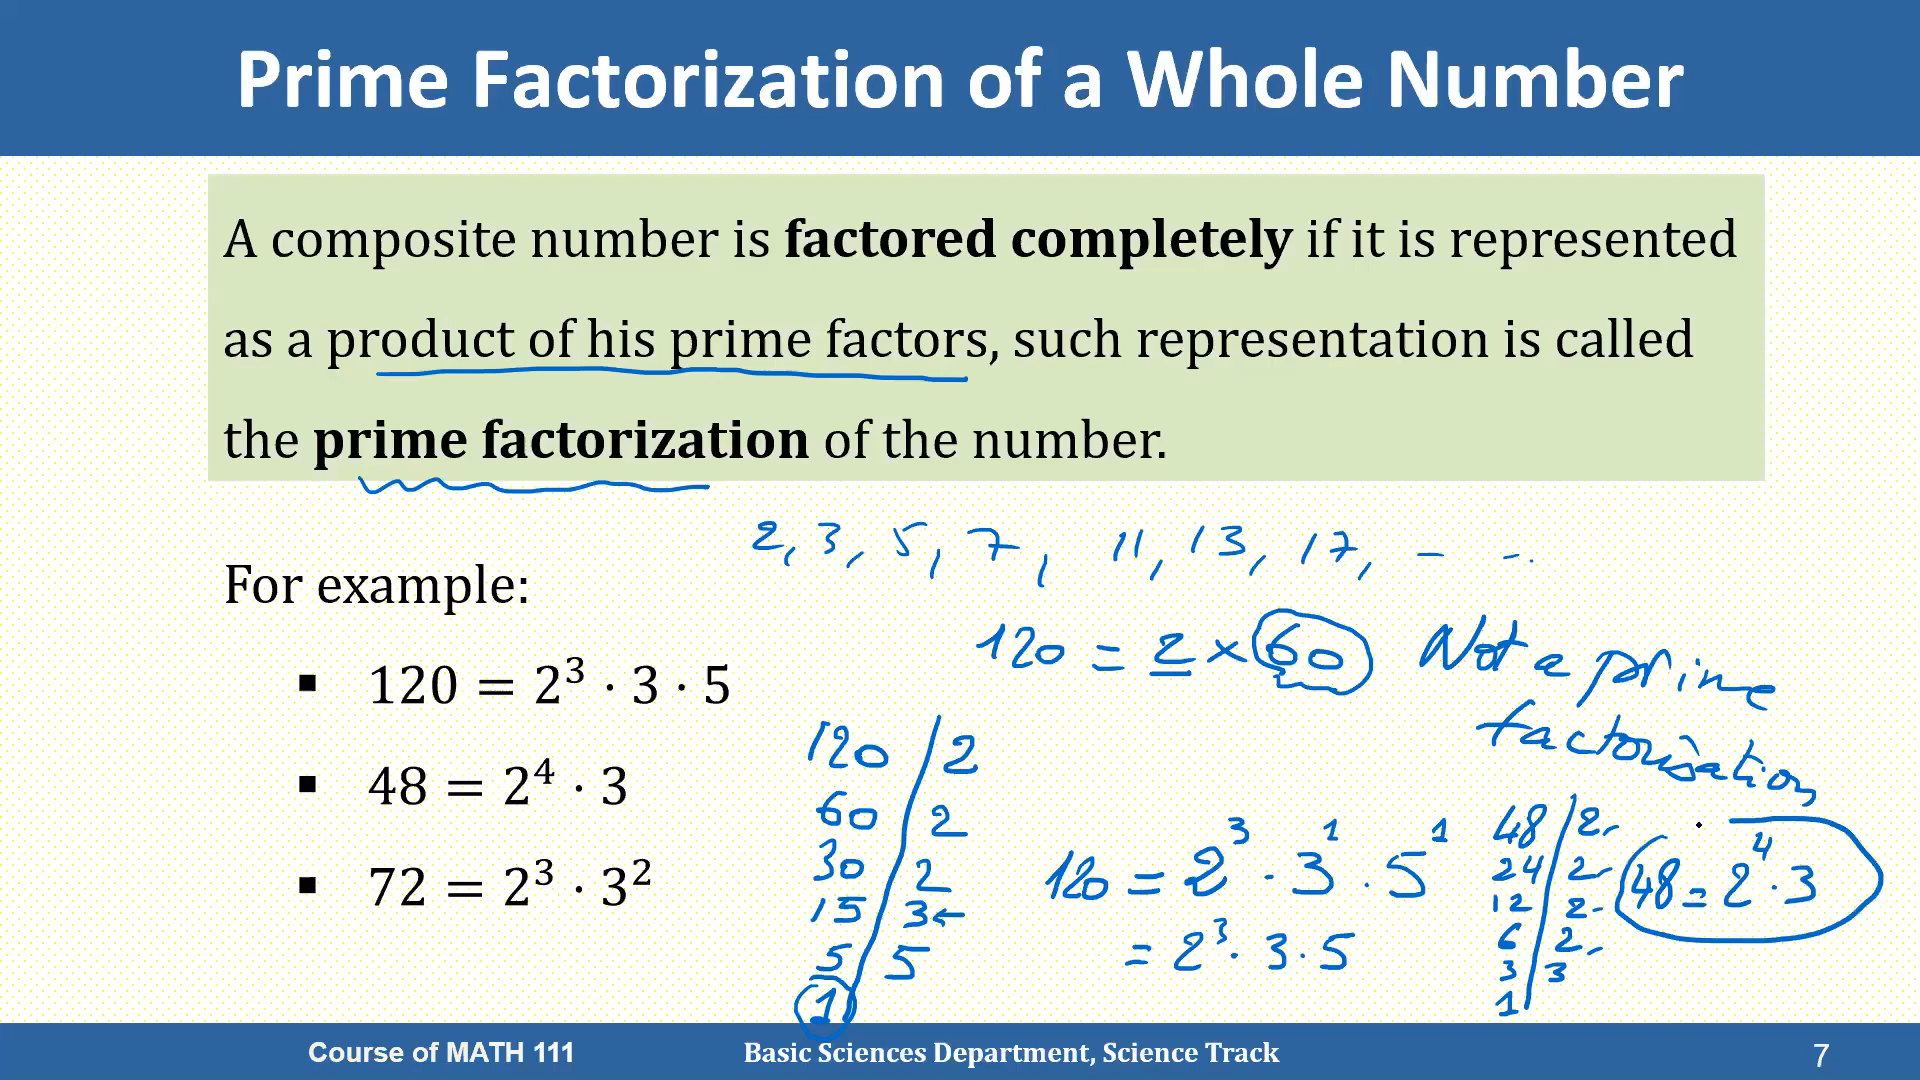 Prime Factorization of a Whole Number
A composite number is factored completely if it is represented
as a product of his prime factors, such representation is called
the prime factorization of the number.
2, 3, 5, 7, 11, 13, 17, - - ..
For example:
120 = 2 × 60 Not a prime
factorisation
▪ 120 = 2³ · 3 · 5
▪ 48 = 2⁴ · 3
▪ 72 = 2³ · 3²
120 / 2
60 2
30 2
15 3←
5 5
1
120 = 2³ · 3¹ · 5¹
= 2³ · 3 · 5
48 / 2
24 2
12 2
6 2
3 3
1
48 = 2⁴ · 3
Course of MATH 111
Basic Sciences Department, Science Track
7